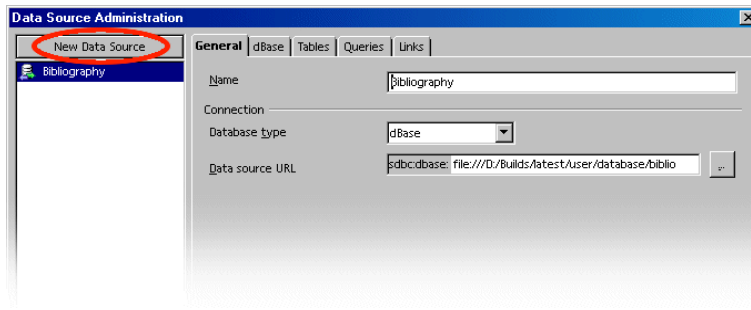 Data Source Administration
New Data Source
Bibliography
General dBase Tables Queries Links
Name Bibliography
Connection
Database type dBase
Data source URL sdbc:dbase: file:///D:/Builds/latest/user/database/biblio ...